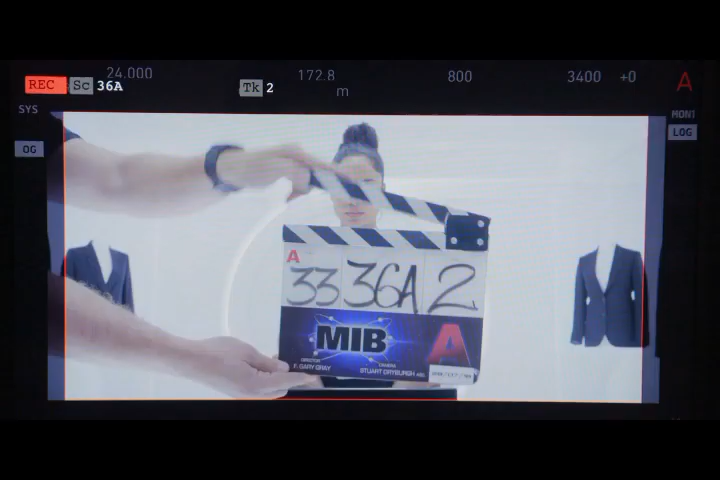 24.000 172.8 800 3400 +0
REC Sc 36A Tk 2 m A
SYS MONI
OG LOG
A
33 36A 2
MIB A
DIRECTOR CAMERA
F. GARY GRAY STUART DRYBURGH